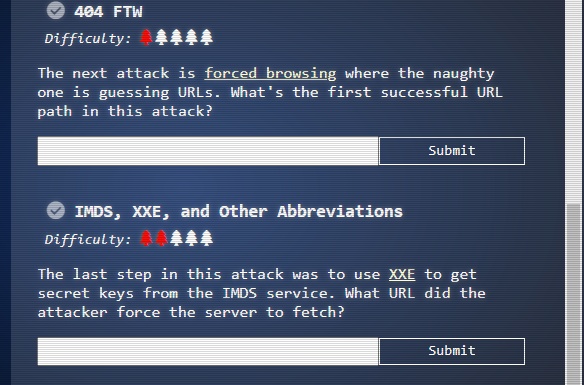 404 FTW
Difficulty:
The next attack is forced browsing where the naughty
one is guessing URLs. What's the first successful URL
path in this attack?
Submit
IMDS, XXE, and Other Abbreviations
Difficulty:
The last step in this attack was to use XXE to get
secret keys from the IMDS service. What URL did the
attacker force the server to fetch?
Submit